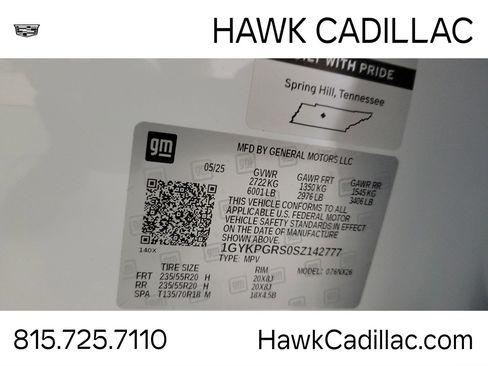 HAWK CADILLAC
BUILT WITH PRIDE
Spring Hill, Tennessee
gm
MFD BY GENERAL MOTORS LLC
05/25 GVWR GAWR FRT GAWR RR
2722 KG 1350 KG 1545 KG
6001 LB 2976 LB 3406 LB
THIS VEHICLE CONFORMS TO ALL
APPLICABLE U.S. FEDERAL MOTOR
VEHICLE SAFETY STANDARDS IN EFFECT
ON THE DATE OF MANUFACTURE
SHOWN ABOVE.
1GYKPGRS0SZ142777
140X TYPE: MPV MODEL: 076NX26
TIRE SIZE RIM
FRT 235/55R20 H 20X8J
RR 235/55R20 H 20X8J
SPA T135/70R18 M 18X4.5B
815.725.7110 HawkCadillac.com